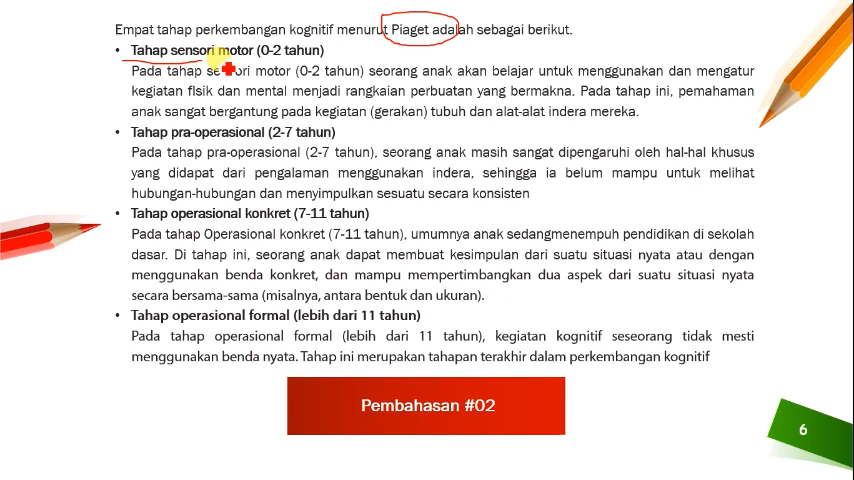 Empat tahap perkembangan kognitif menurut Piaget adalah sebagai berikut.
• Tahap sensori motor (0-2 tahun)
Pada tahap sensori motor (0-2 tahun) seorang anak akan belajar untuk menggunakan dan mengatur
kegiatan fIsik dan mental menjadi rangkaian perbuatan yang bermakna. Pada tahap ini, pemahaman
anak sangat bergantung pada kegiatan (gerakan) tubuh dan alat-alat indera mereka.
• Tahap pra-operasional (2-7 tahun)
Pada tahap pra-operasional (2-7 tahun), seorang anak masih sangat dipengaruhi oleh hal-hal khusus
yang didapat dari pengalaman menggunakan indera, sehingga ia belum mampu untuk melihat
hubungan-hubungan dan menyimpulkan sesuatu secara konsisten
• Tahap operasional konkret (7-11 tahun)
Pada tahap Operasional konkret (7-11 tahun), umumnya anak sedangmenempuh pendidikan di sekolah
dasar. Di tahap ini, seorang anak dapat membuat kesimpulan dari suatu situasi nyata atau dengan
menggunakan benda konkret, dan mampu mempertimbangkan dua aspek dari suatu situasi nyata
secara bersama-sama (misalnya, antara bentuk dan ukuran).
• Tahap operasional formal (lebih dari 11 tahun)
Pada tahap operasional formal (lebih dari 11 tahun), kegiatan kognitif seseorang tidak mesti
menggunakan benda nyata. Tahap ini merupakan tahapan terakhir dalam perkembangan kognitif
Pembahasan #02
6